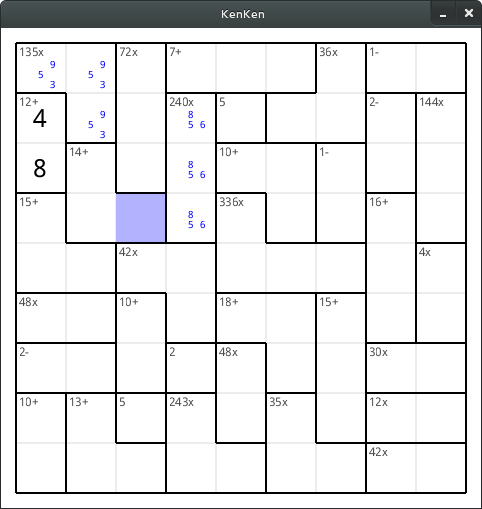 KenKen
135x 72x 7+ 36x 1-
9 9
5 5
3 3
12+ 240x 5 2- 144x
4 9 8
5 5 6
3
14+ 10+ 1-
8 8
5 6
15+ 336x 16+
8
5 6
42x 4x
48x 10+ 18+ 15+
2- 2 48x 30x
10+ 13+ 5 243x 35x 12x
42x